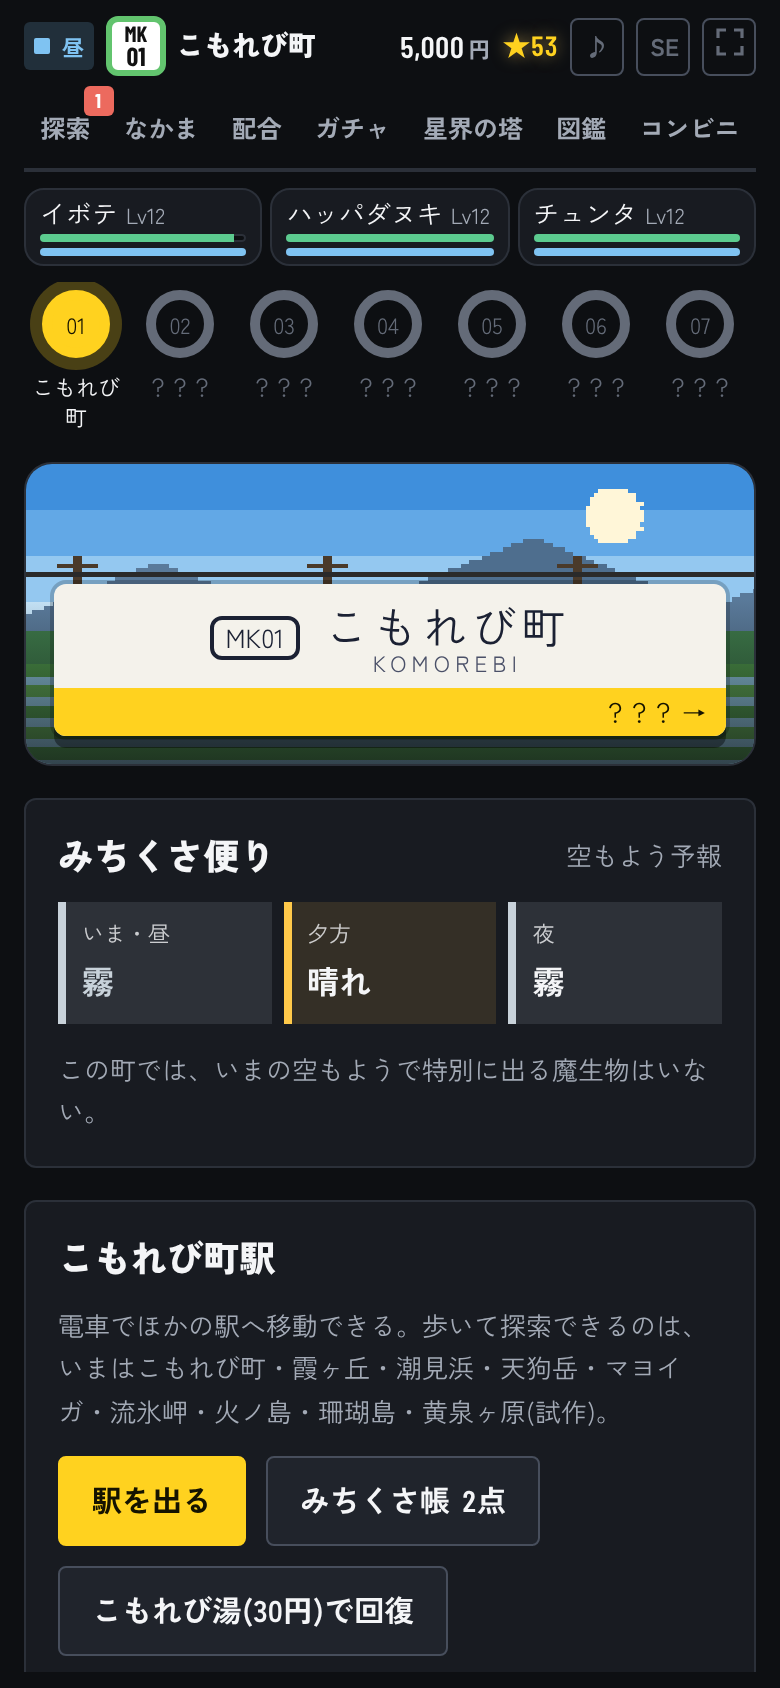 昼 MK 01 こもれび町 5,000 円 ★53 ♪ SE
1
探索 なかま 配合 ガチャ 星界の塔 図鑑 コンビニ
イボテ Lv12 ハッパダヌキ Lv12 チュンタ Lv12
01 02 03 04 05 06 07
こもれび町 ？？？ ？？？ ？？？ ？？？ ？？？ ？？？
MK01 こもれび町
KOMOREBI
？？？ →
みちくさ便り 空もよう予報
いま・昼 夕方 夜
霧 晴れ 霧
この町では、いまの空もようで特別に出る魔生物はいな
い。
こもれび町駅
電車でほかの駅へ移動できる。歩いて探索できるのは、
いまはこもれび町・霞ヶ丘・潮見浜・天狗岳・マヨイ
ガ・流氷岬・火ノ島・珊瑚島・黄泉ヶ原(試作)。
駅を出る みちくさ帳 2点
こもれび湯(30円)で回復